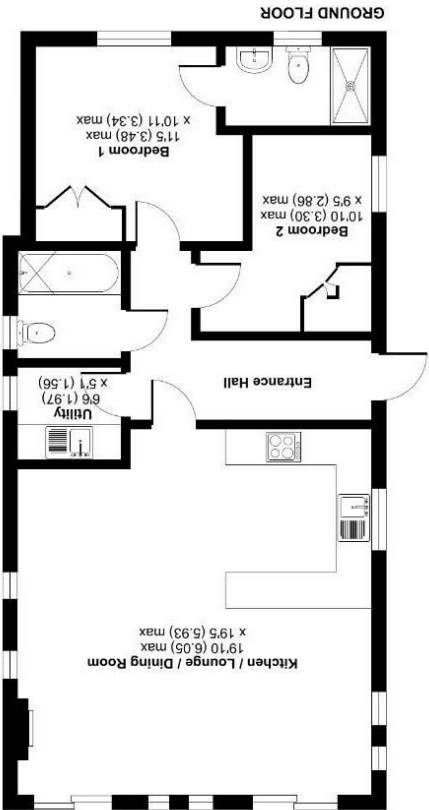 Kitchen / Lounge / Dining Room
19'10 (6.05) max
x 19'5 (5.93) max
Utility
6'6 (1.97)
x 5'1 (1.56)
Entrance Hall
Bedroom 2
10'10 (3.30) max
x 9'5 (2.86) max
Bedroom 1
11'5 (3.48) max
x 10'11 (3.34) max
GROUND FLOOR